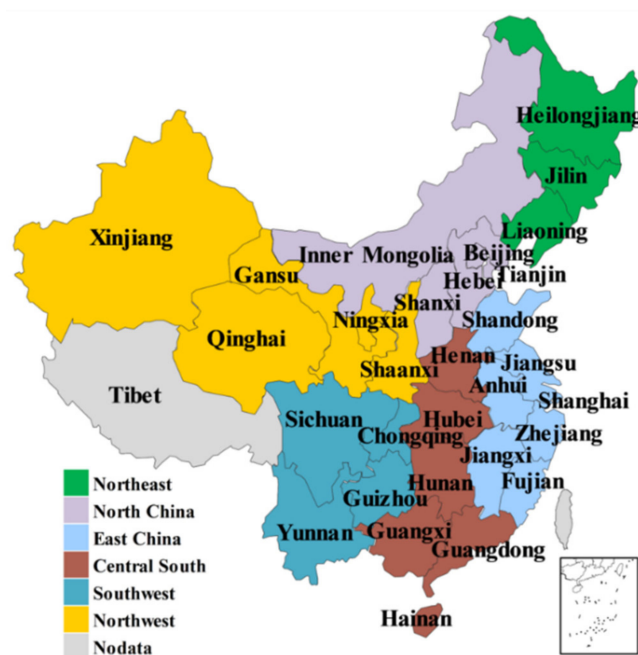 Heilongjiang
Jilin
Liaoning
Xinjiang
Inner Mongolia
Beijing
Tianjin
Gansu
Hebei
Shanxi
Ningxia
Shandong
Qinghai
Henan
Jiangsu
Shaanxi
Tibet
Anhui
Shanghai
Sichuan
Hubei
Chongqing
Zhejiang
Jiangxi
Hunan
Fujian
Guizhou
Yunnan
Guangxi
Guangdong
Hainan
Northeast
North China
East China
Central South
Southwest
Northwest
Nodata